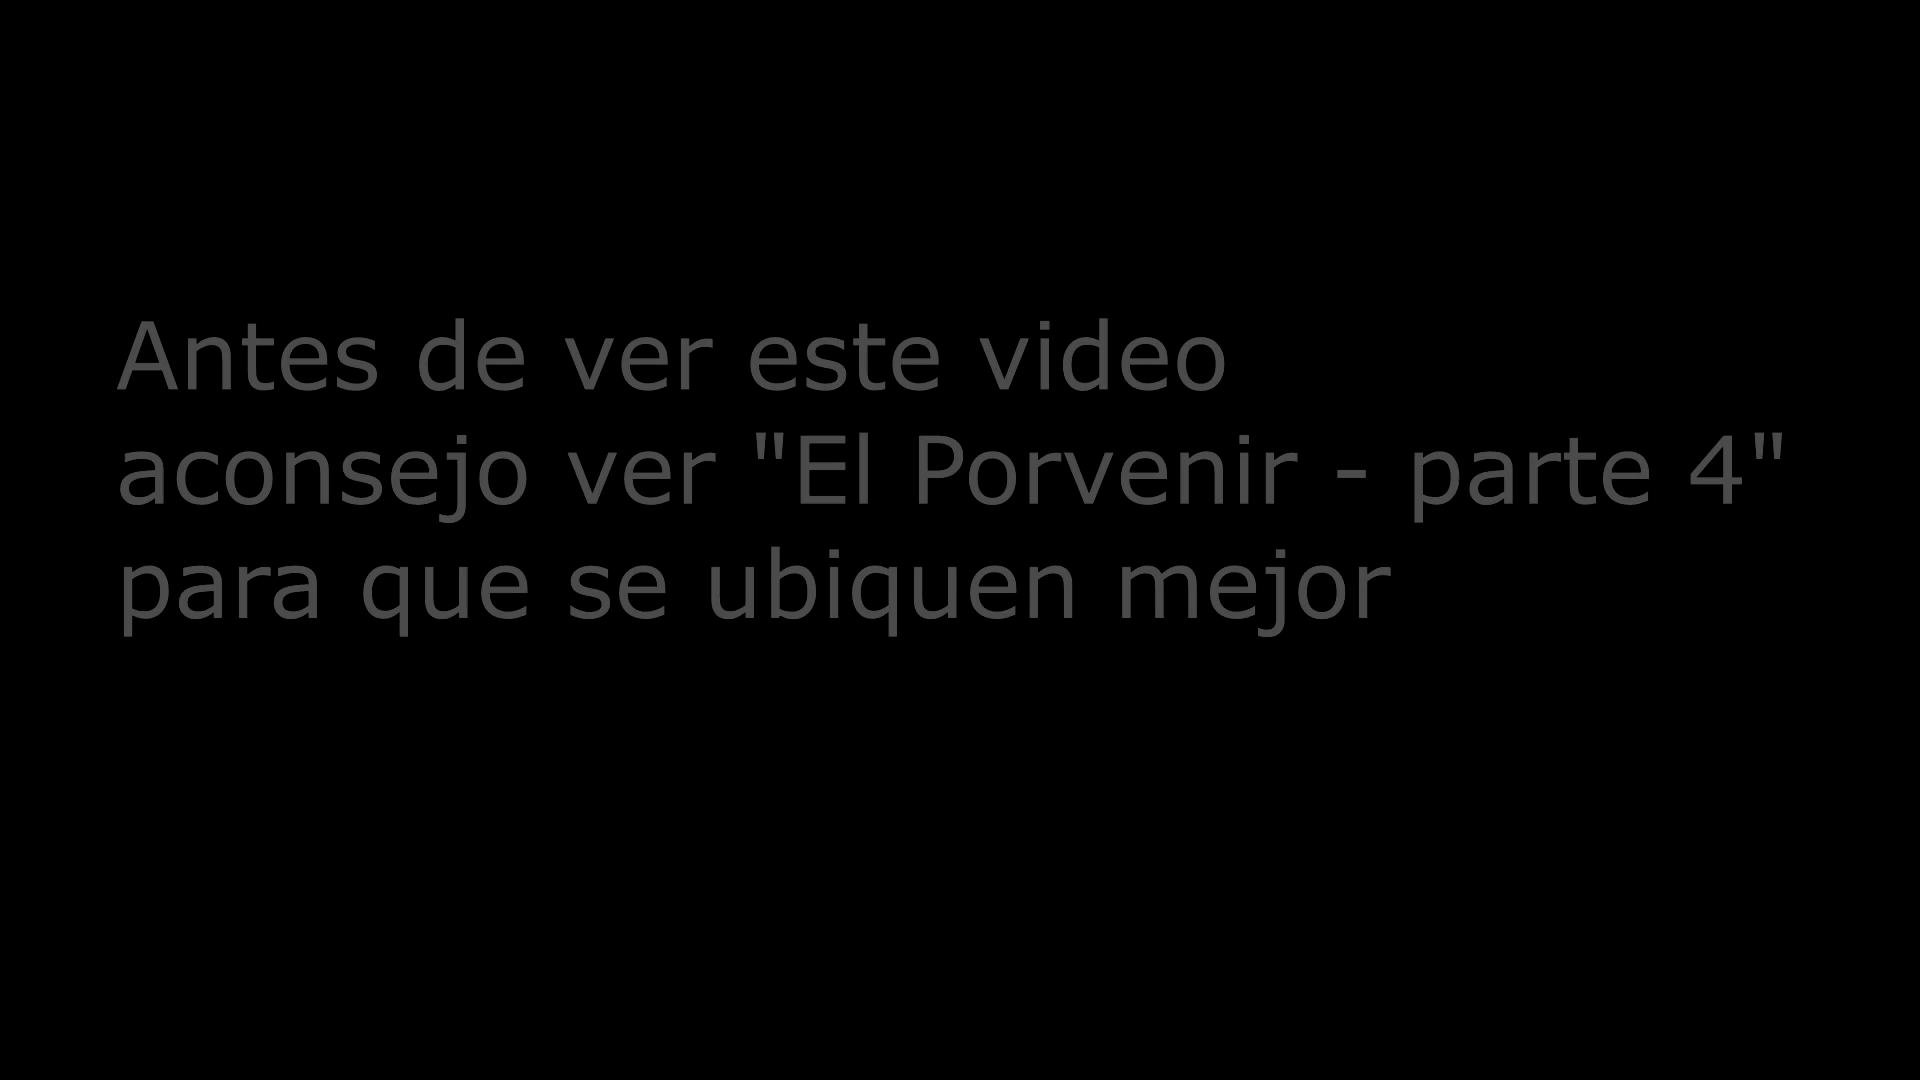 Antes de ver este video
aconsejo ver "El Porvenir - parte 4"
para que se ubiquen mejor